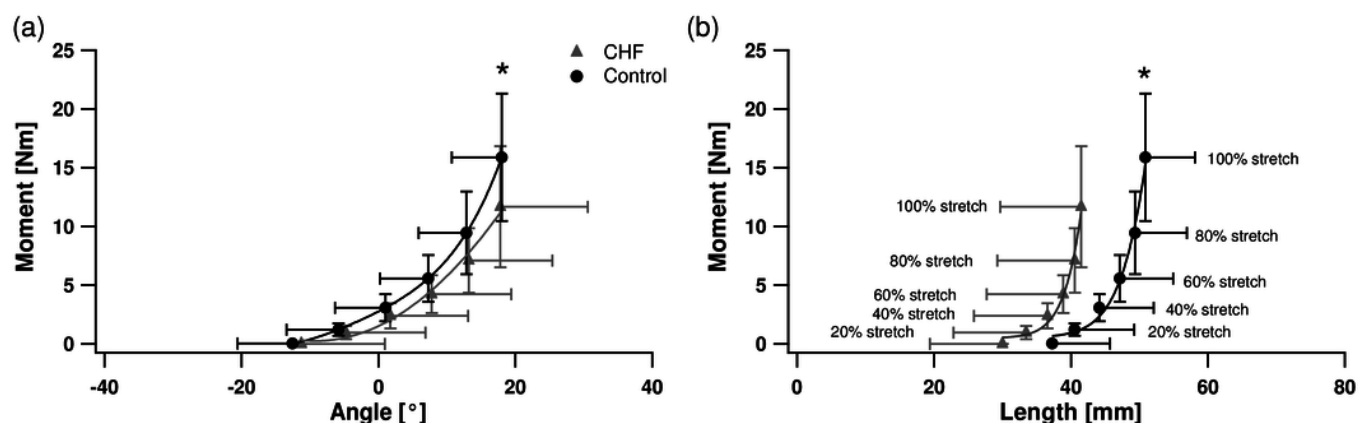 (a)
25
20
15
10
5
0
Moment [Nm]
-40
-20
0
20
40
Angle [°]
*
CHF
Control
(b)
25
20
15
10
5
0
Moment [Nm]
0
20
40
60
80
Length [mm]
*
100% stretch
80% stretch
60% stretch
40% stretch
20% stretch
100% stretch
80% stretch
60% stretch
40% stretch
20% stretch